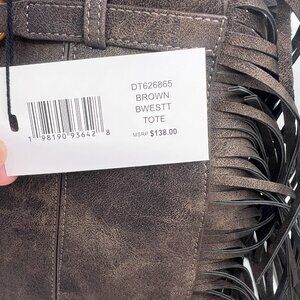 DT626865
BROWN
BWESTT
TOTE
MSRP $138.00
1 98190 93642 8